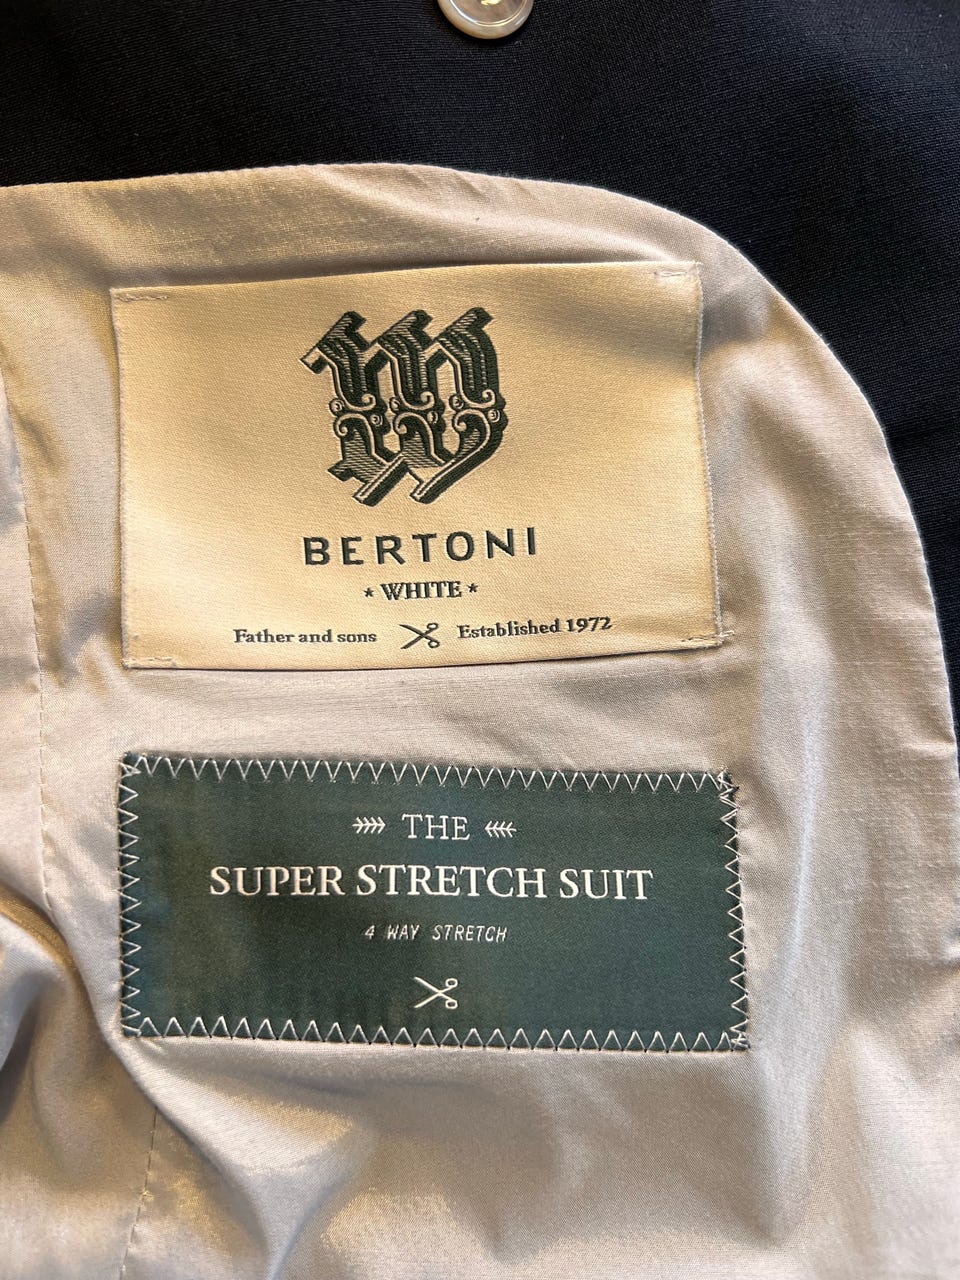 W
BERTONI
* WHITE *
Father and sons Established 1972
THE
SUPER STRETCH SUIT
4 WAY STRETCH